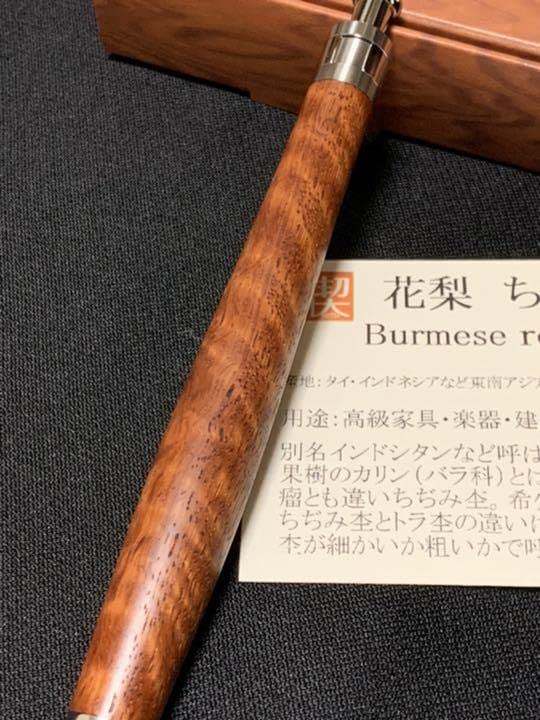 契
花梨 ち
Burmese r
地:タイ・インドネシアなど東南アジア
用途:高級家具・楽器・建
別名インドシタンなど呼ば
果樹のカリン(バラ科)とは
瘤とも違いちぢみ杢。希
ちぢみ杢とトラ杢の違い
杢が細かいか粗いかで呼